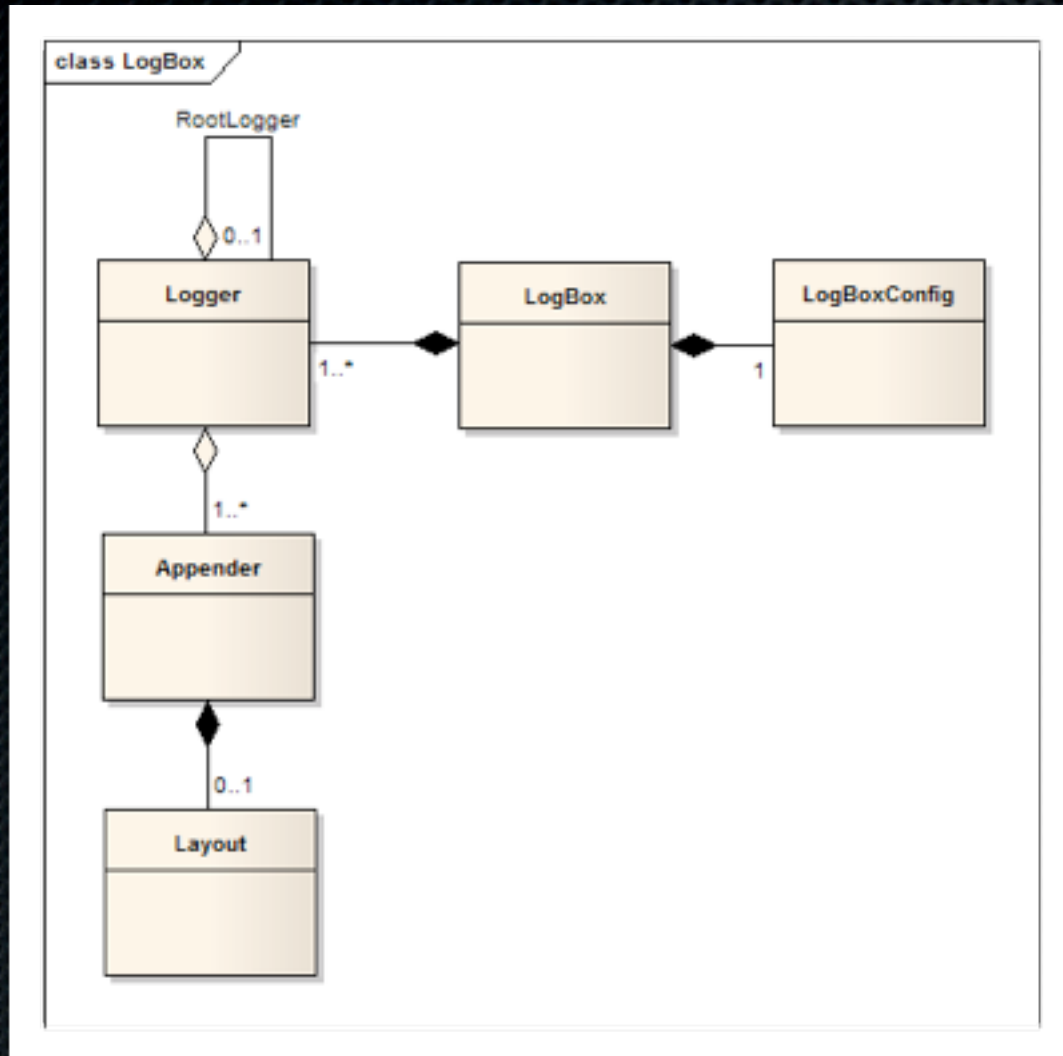 class LogBox
RootLogger
0..1
Logger
LogBox
LogBoxConfig
1..*
1
1..*
Appender
0..1
Layout